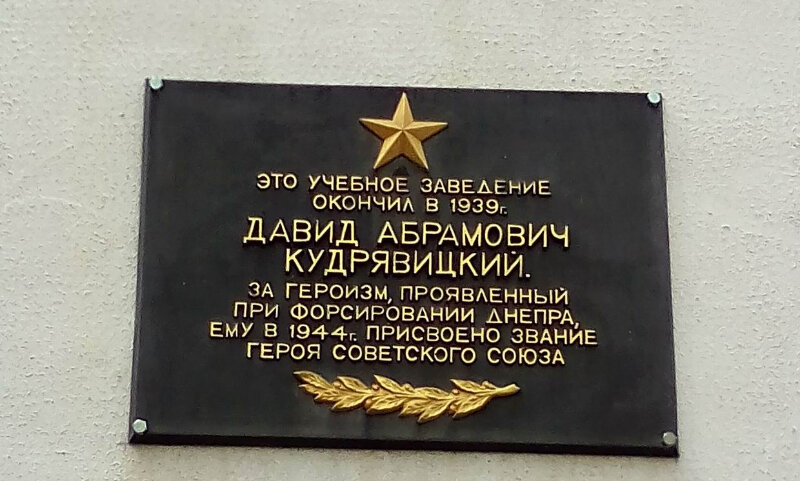 ЭТО УЧЕБНОЕ ЗАВЕДЕНИЕ
ОКОНЧИЛ В 1939г.
ДАВИД АБРАМОВИЧ
КУДРЯВИЦКИЙ.
ЗА ГЕРОИЗМ, ПРОЯВЛЕННЫЙ
ПРИ ФОРСИРОВАНИИ ДНЕПРА,
ЕМУ В 1944г. ПРИСВОЕНО ЗВАНИЕ
ГЕРОЯ СОВЕТСКОГО СОЮЗА